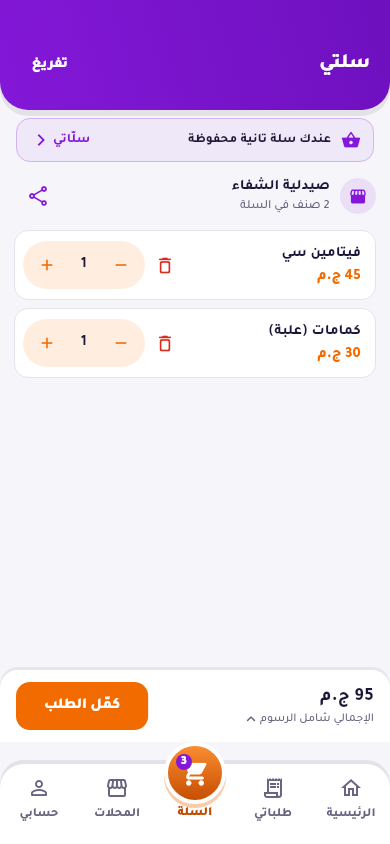 سلتي
تفريغ
عندك سلة تانية محفوظة
سلّاتي
صيدلية الشفاء
2 صنف في السلة
فيتامين سي
45 ج.م
1
كمامات (علبة)
30 ج.م
1
95 ج.م
الإجمالي شامل الرسوم
كمّل الطلب
3
الرئيسية
طلباتي
السلة
المحلات
حسابي